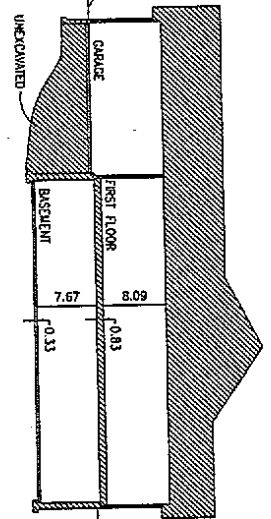 GARAGE
FIRST FLOOR
8.09
0.83
UNEXCAVATED
BASEMENT
7.67
0.33